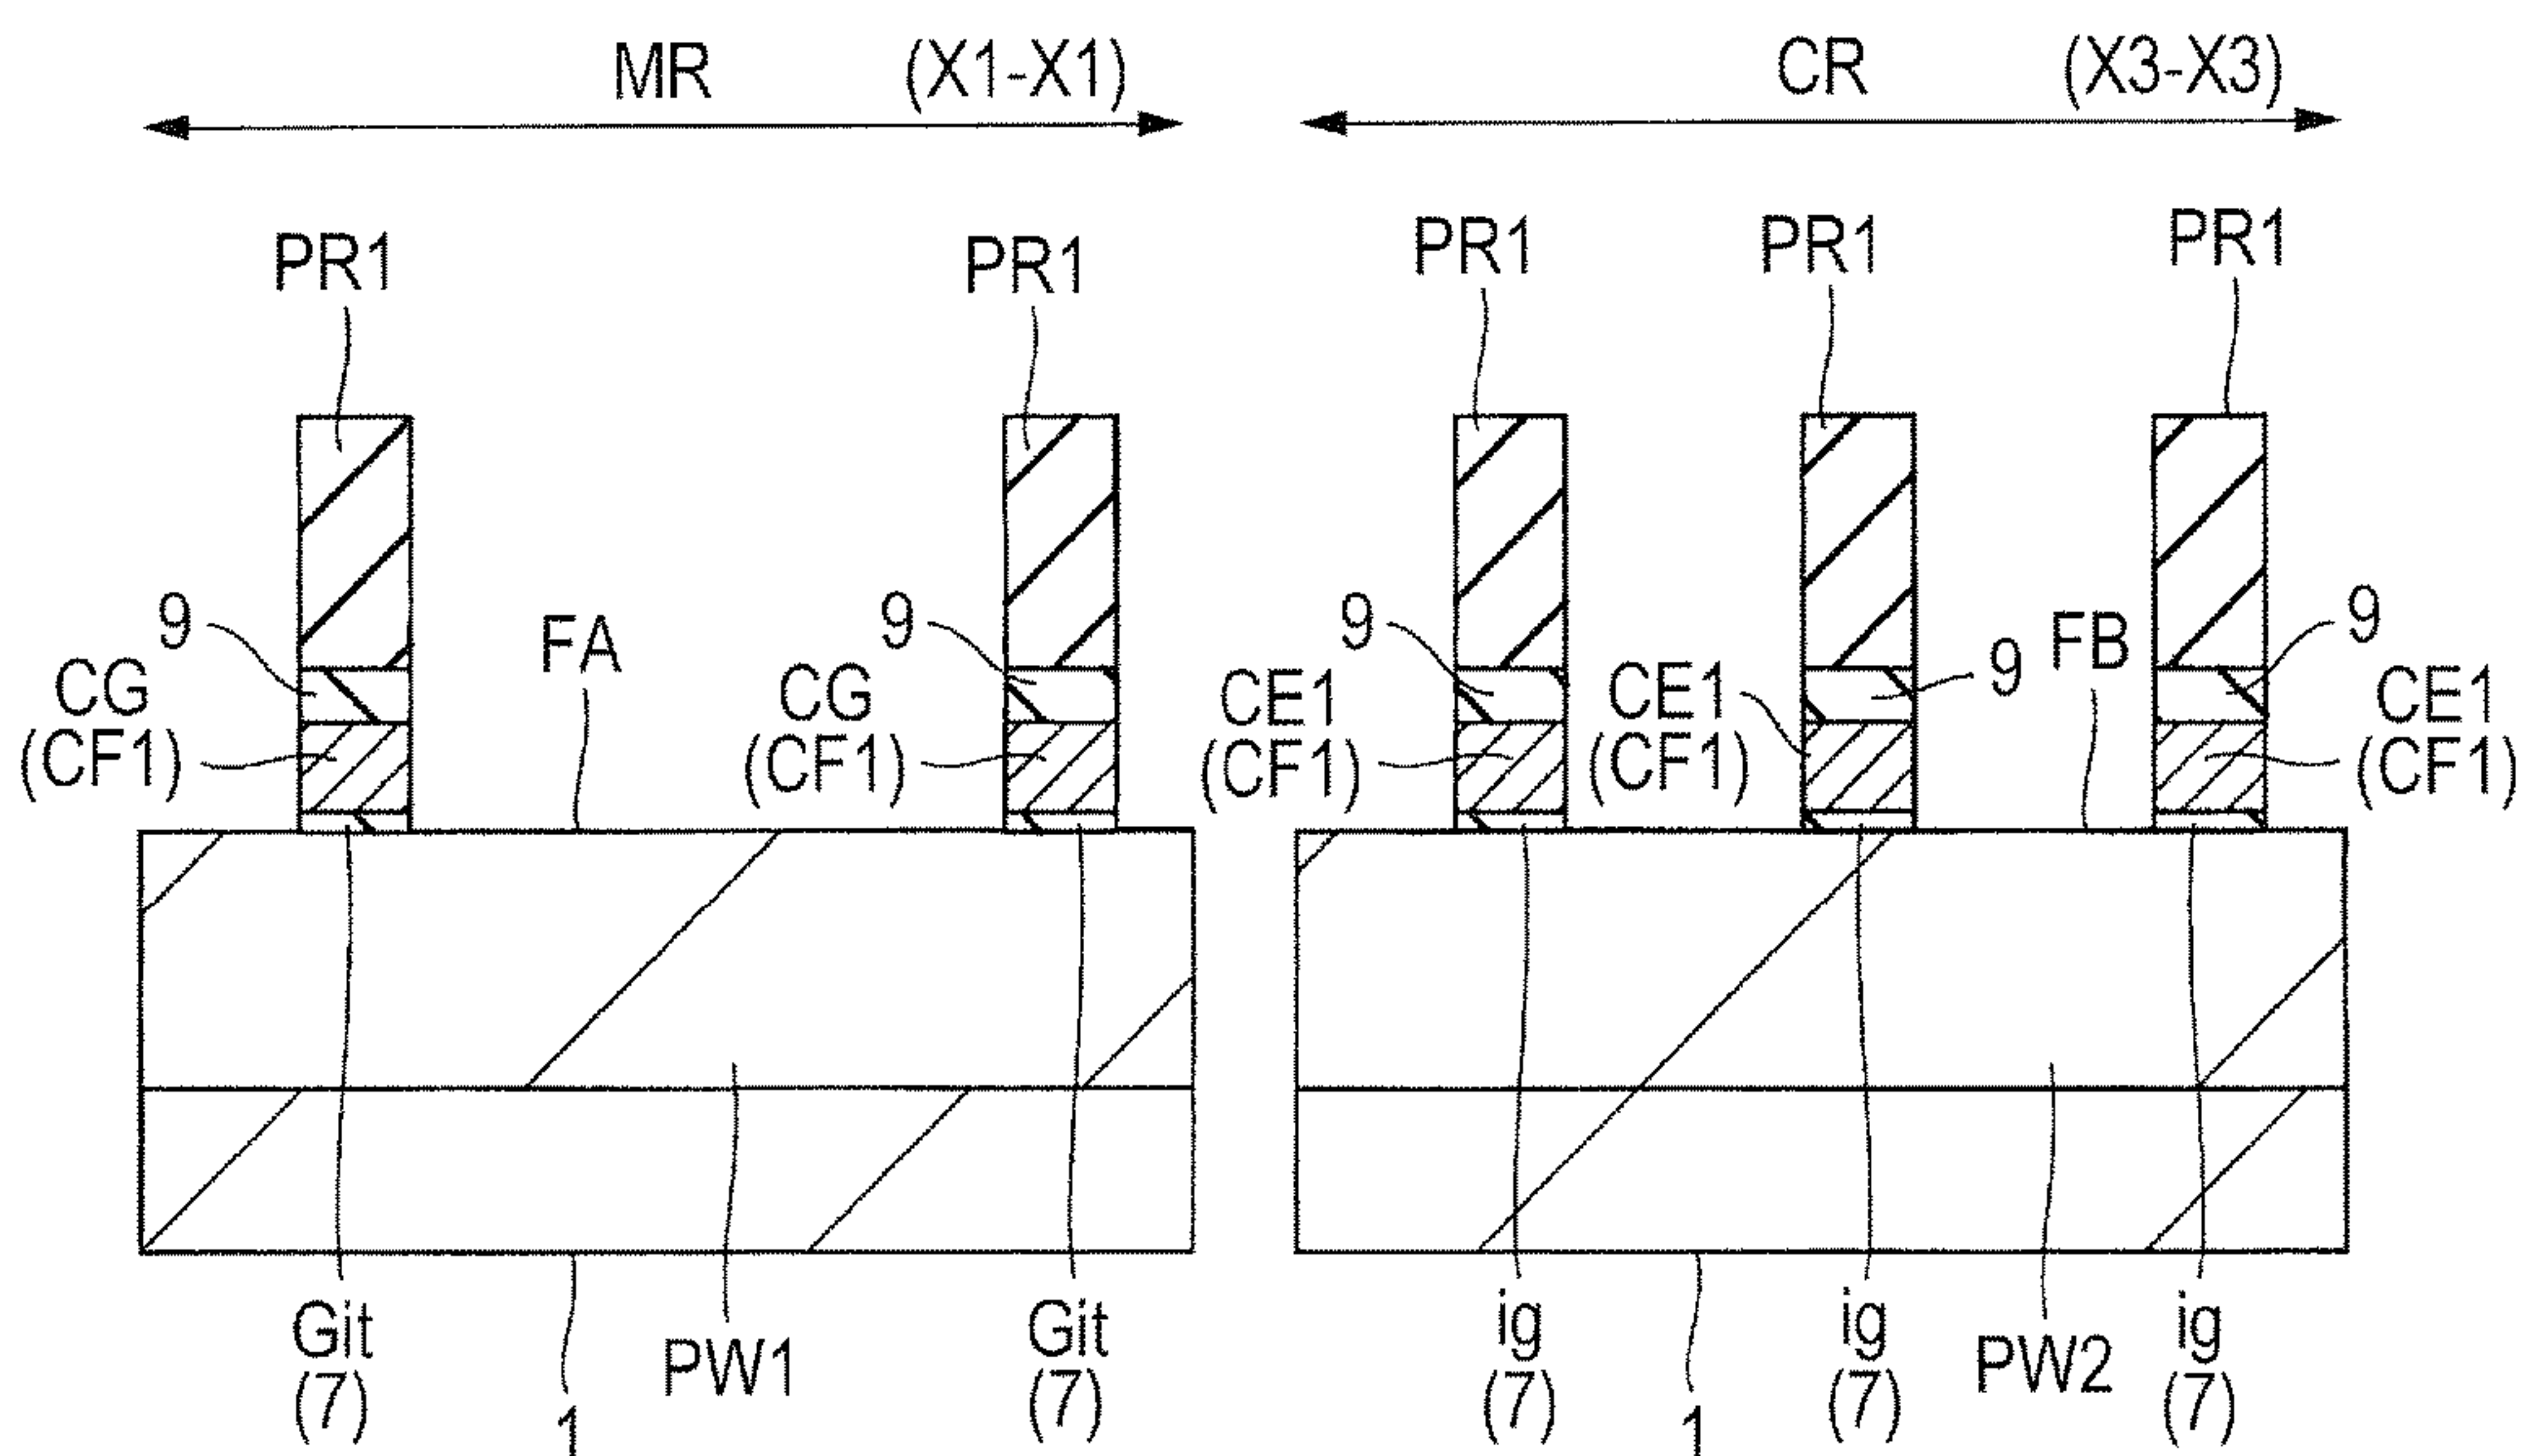 MR (X1-X1) CR (X3-X3)
PR1 PR1 PR1 PR1 PR1
9 FA 9 9 9 FB 9
CG CG CE1 CE1 CE1
(CF1) (CF1) (CF1) (CF1) (CF1)
Git PW1 Git ig ig PW2 ig
(7) 1 (7) (7) 1 (7) (7)